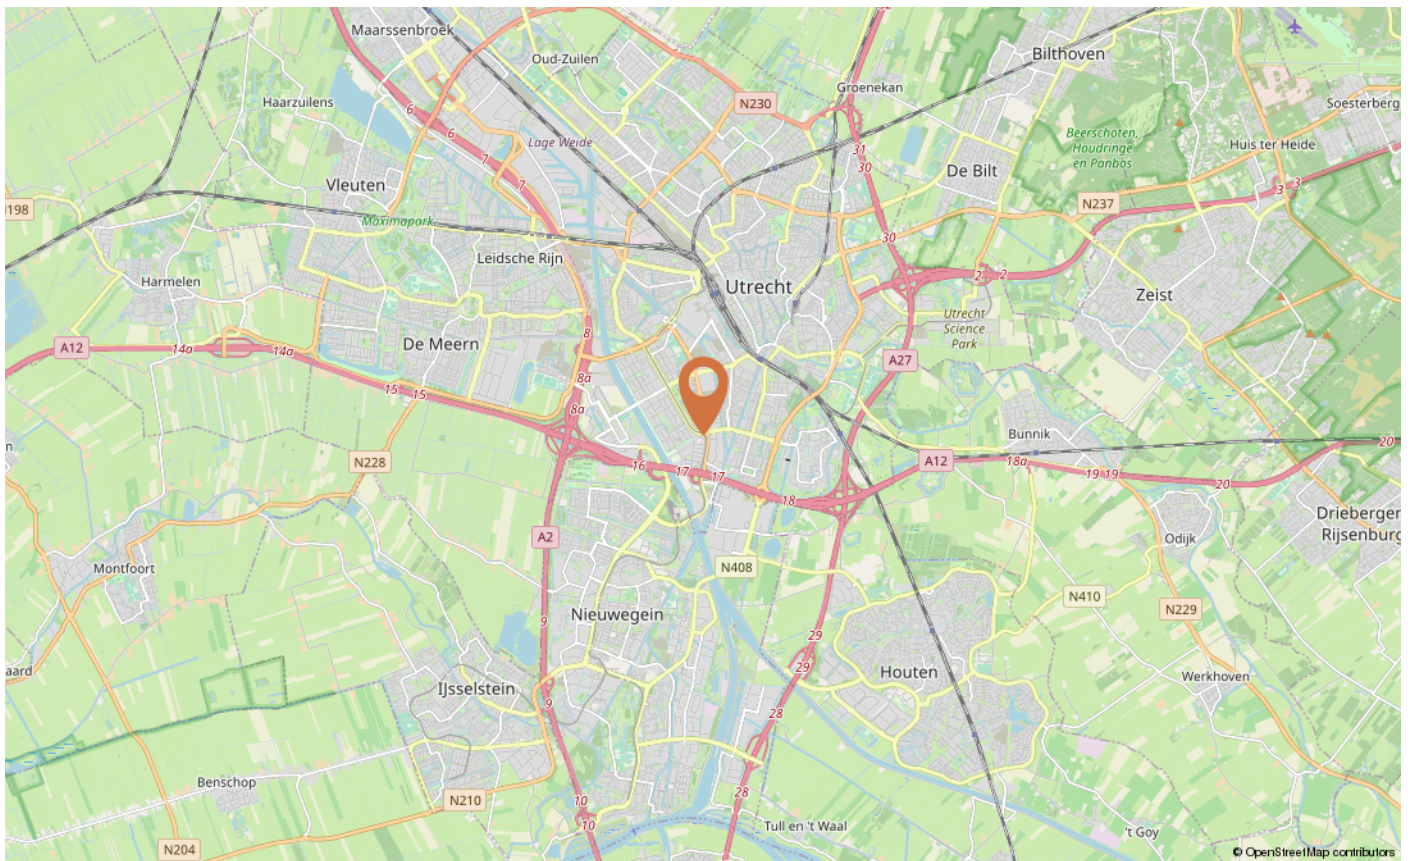 Maarssenbroek
Oud-Zuilen
Bilthoven
Groenekan
Haarzuilens
N230
Soesterberg
6
6
Lage Weide
7
7
31
30
Beerschoten,
Houdringe
en Panbos
Huis ter Heide
De Bilt
Vleuten
3
3
N198
Maximapark
N237
30
Leidsche Rijn
Harmelen
Utrecht
2
2
Zeist
Utrecht
Science
Park
8
A12
14a
14a
De Meern
A27
8a
15
15
8a
Bunnik
N228
16
17
17
A12
18a
19
19
20
20
18
Driebergen
Rijsenburg
A2
Odijk
Montfoort
N408
N410
N229
Nieuwegein
9
29
29
aard
Houten
Werkhoven
IJsselstein
9
28
Benschop
28
N210
10
10
Tull en 't Waal
't Goy
N204
© OpenStreetMap contributors